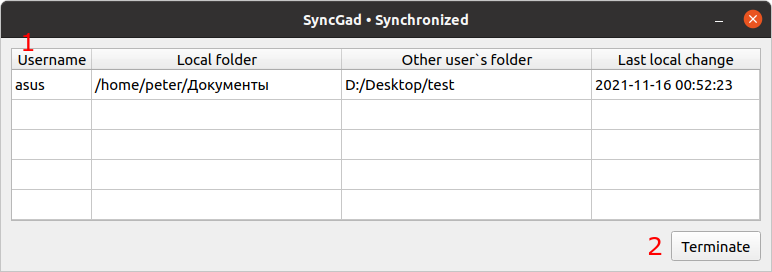 SyncGad • Synchronized
1
Username Local folder Other user`s folder Last local change
asus /home/peter/Документы D:/Desktop/test 2021-11-16 00:52:23
2 Terminate